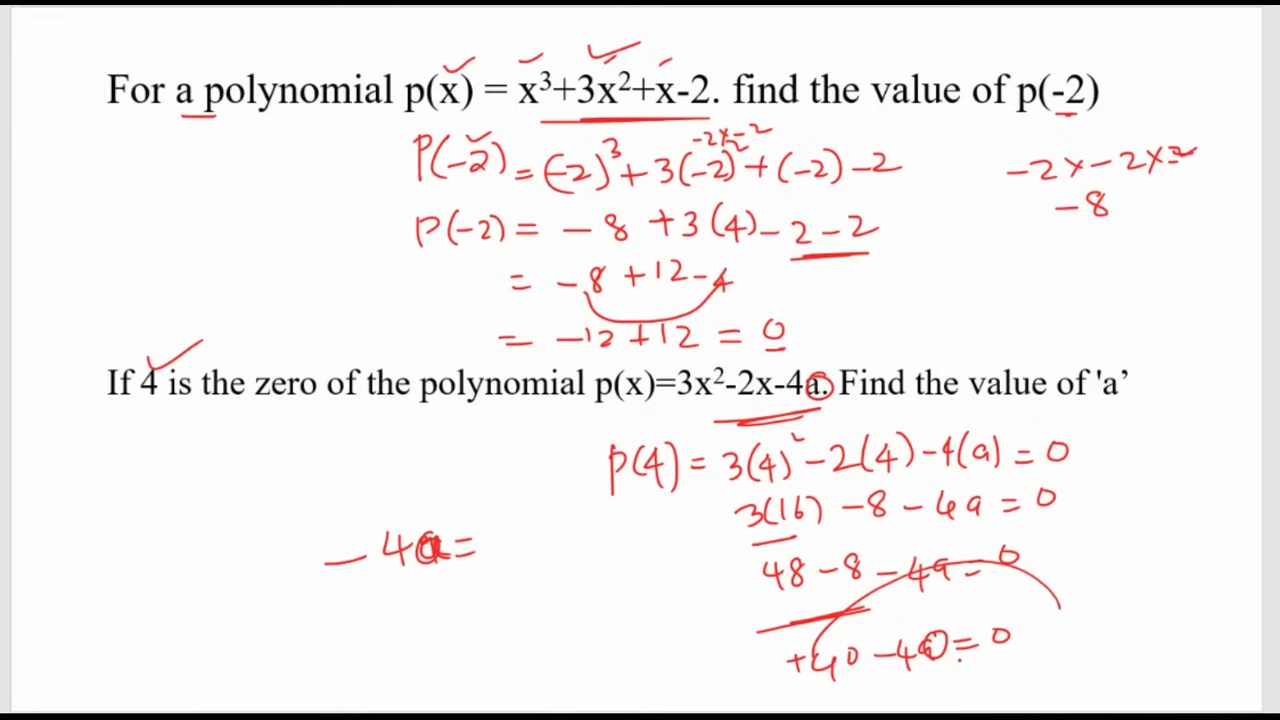 For a polynomial p(x) = x³+3x²+x-2. find the value of p(-2)
P(-2) = (-2)³ + 3(-2)² + (-2) - 2
-2x-2
-2x-2x-2
-8
P(-2) = -8 + 3(4) - 2 - 2
= -8 + 12 - 4
= -12 + 12 = 0
If 4 is the zero of the polynomial p(x)=3x²-2x-4a. Find the value of 'a’
p(4) = 3(4)² - 2(4) - 4(a) = 0
3(16) - 8 - 4a = 0
- 4a =
48 - 8 - 4a = 0
+40 - 4a = 0